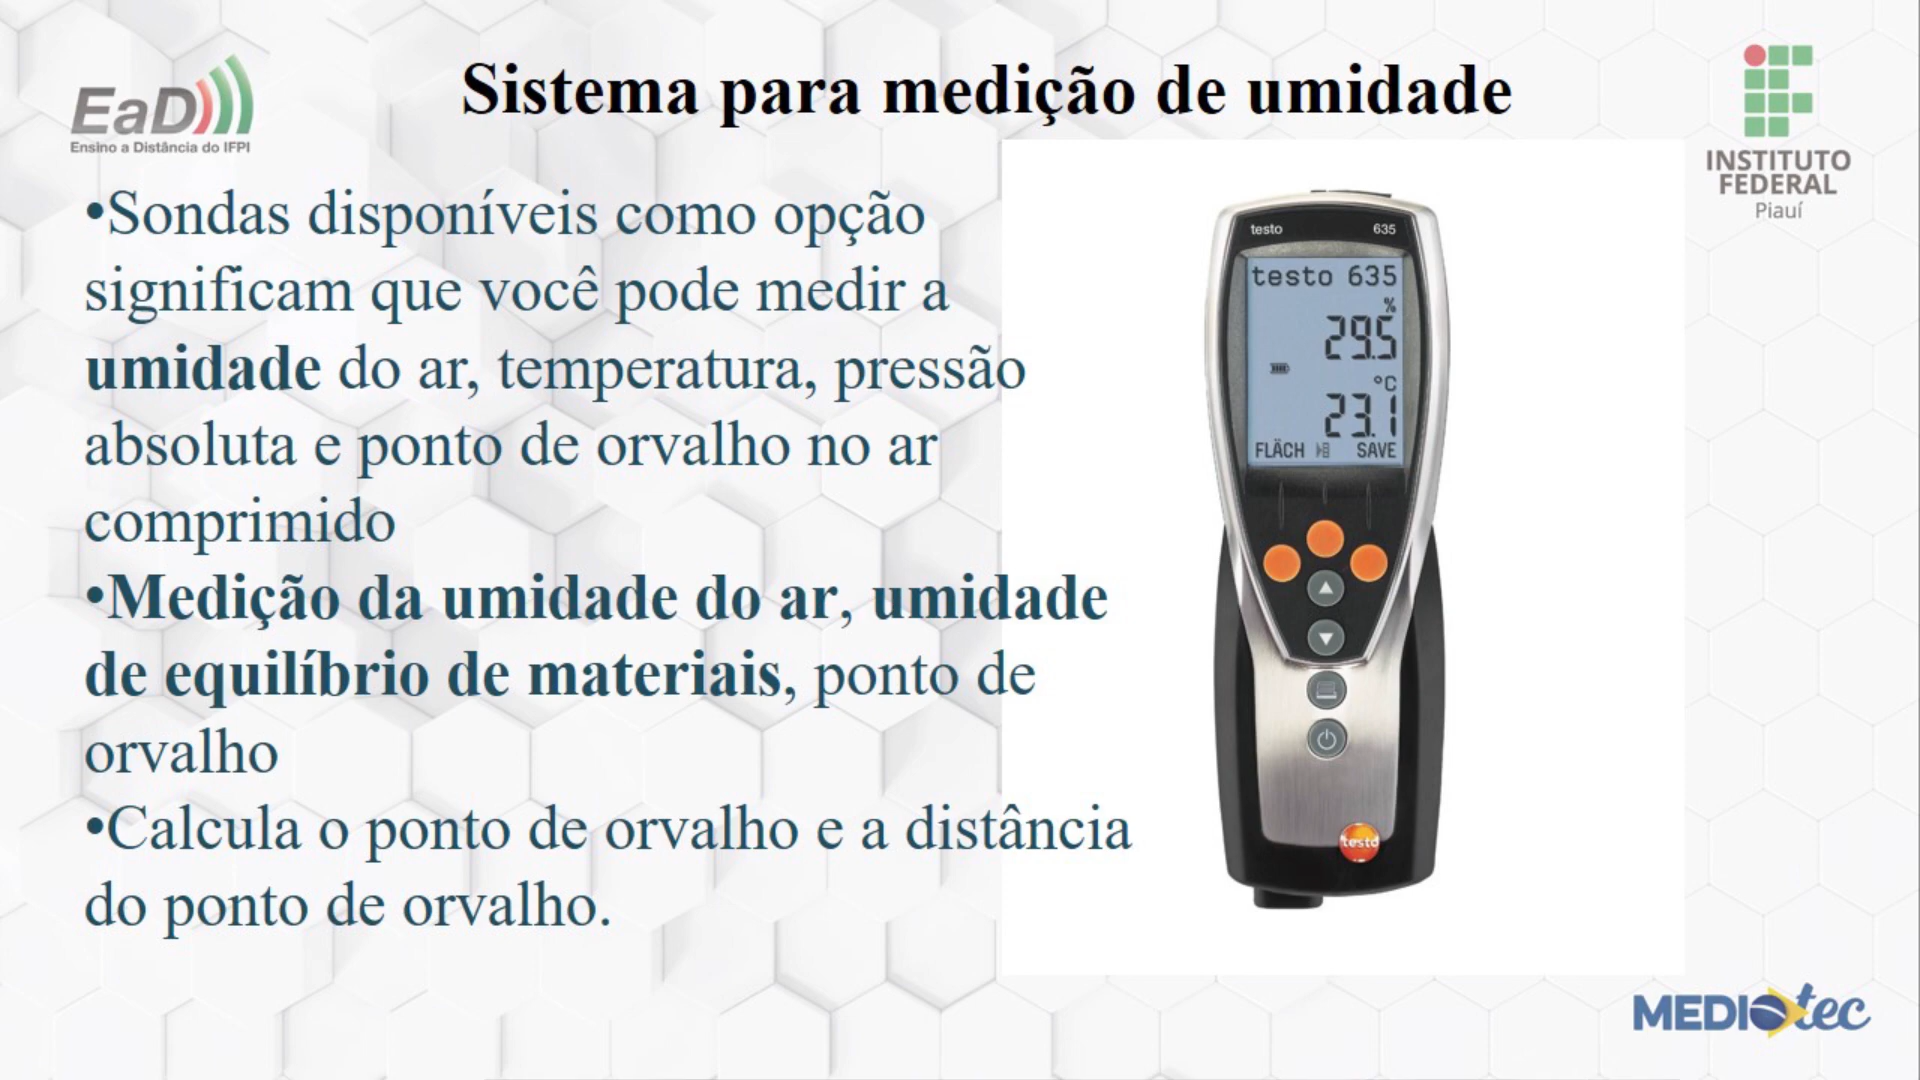 Sistema para medição de umidade
EaD
Ensino a Distância do IFPI
INSTITUTO
FEDERAL
Piauí
•Sondas disponíveis como opção
significam que você pode medir a
umidade do ar, temperatura, pressão
absoluta e ponto de orvalho no ar
comprimido
•Medição da umidade do ar, umidade
de equilíbrio de materiais, ponto de
orvalho
•Calcula o ponto de orvalho e a distância
do ponto de orvalho.
testo 635
testo 635
%
29.5
°C
23.1
FLÄCH SAVE
testo
MEDIOtec